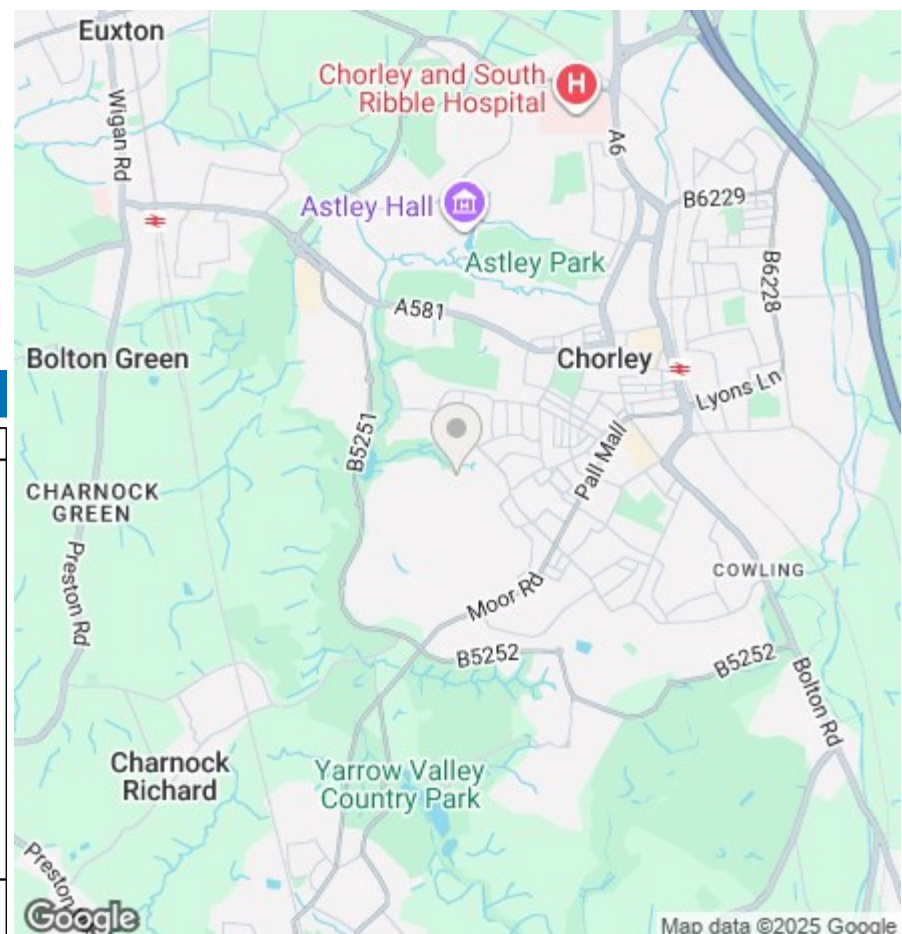 Euxton
Chorley and South
Ribble Hospital
H
Wigan Rd
A6
B6229
Astley Hall
Astley Park
B6228
A581
Bolton Green
Chorley
Lyons Ln
B5251
Pall Mall
CHARNOCK
GREEN
Preston Rd
COWLING
Moor Rd
B5252
B5252
Bolton Rd
Charnock
Richard
Yarrow Valley
Country Park
Preston Rd
Google
Map data ©2025 Google